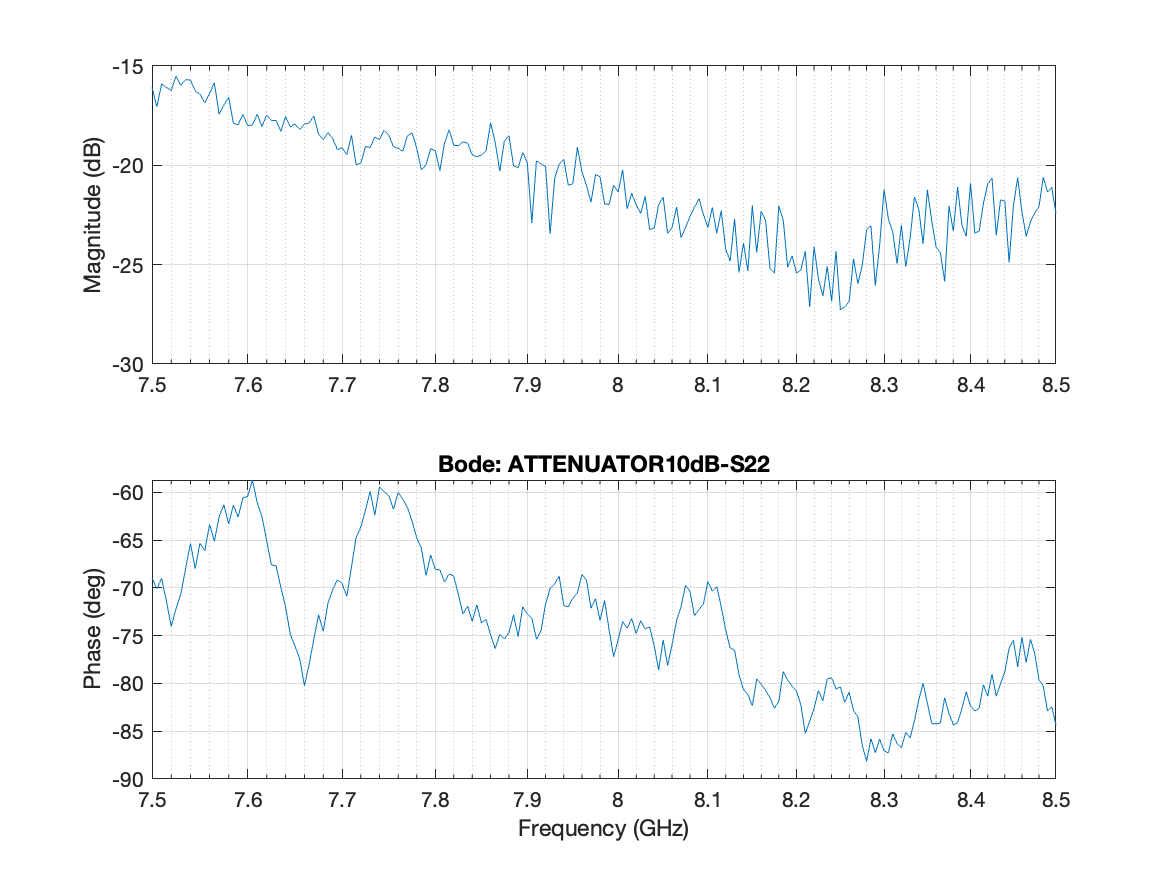 -15
-20
-25
-30
Magnitude (dB)
7.5 7.6 7.7 7.8 7.9 8 8.1 8.2 8.3 8.4 8.5
Bode: ATTENUATOR10dB-S22
-60
-65
-70
-75
-80
-85
-90
Phase (deg)
7.5 7.6 7.7 7.8 7.9 8 8.1 8.2 8.3 8.4 8.5
Frequency (GHz)